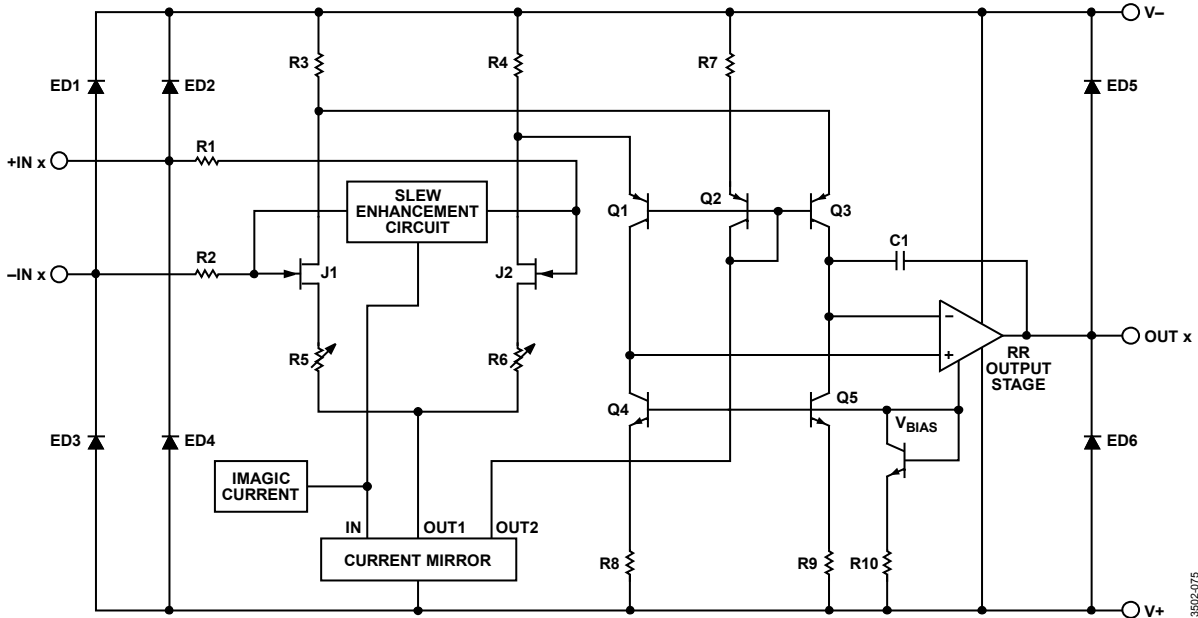 V–
R3
R4
R7
ED1
ED2
ED5
+IN x
R1
SLEW
ENHANCEMENT
CIRCUIT
Q1
Q2
Q3
C1
–IN x
R2
J1
J2
–
+
OUT x
RR
OUTPUT
STAGE
R5
R6
Q4
Q5
VBIAS
ED3
ED4
ED6
IMAGIC
CURRENT
IN
OUT1
OUT2
CURRENT MIRROR
R8
R9
R10
V+
3502-075